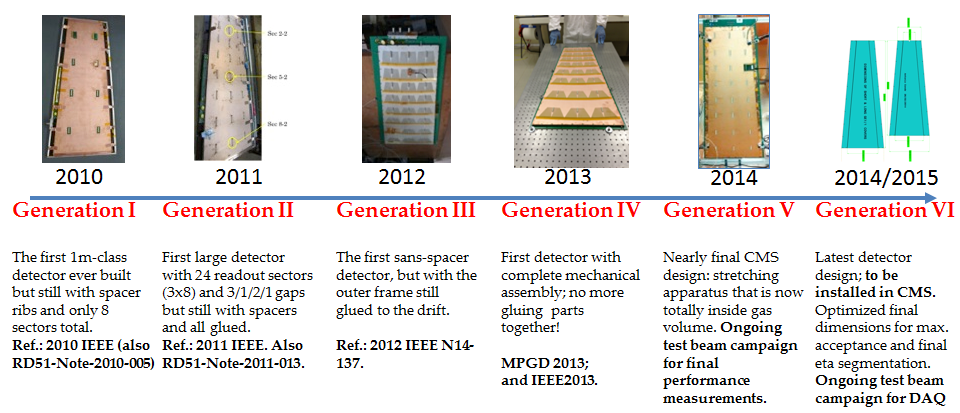 Sec 2-2
Sec 5-2
Sec 8-2
2010
2011
2012
2013
2014
2014/2015
Generation I
Generation II
Generation III
Generation IV
Generation V
Generation VI
The first 1m-class
detector ever built
but still with spacer
ribs and only 8
sectors total.
Ref.: 2010 IEEE (also
RD51-Note-2010-005)
First large detector
with 24 readout sectors
(3x8) and 3/1/2/1 gaps
but still with spacers
and all glued.
Ref.: 2011 IEEE. Also
RD51-Note-2011-013.
The first sans-spacer
detector, but with the
outer frame still
glued to the drift.
Ref.: 2012 IEEE N14-
137.
First detector with
complete mechanical
assembly; no more
gluing parts
together!
MPGD 2013;
and IEEE2013.
Nearly final CMS
design: stretching
apparatus that is now
totally inside gas
volume. Ongoing
test beam campaign
for final
performance
measurements.
Latest detector
design; to be
installed in CMS.
Optimized final
dimensions for max.
acceptance and final
eta segmentation.
Ongoing test beam
campaign for DAQ